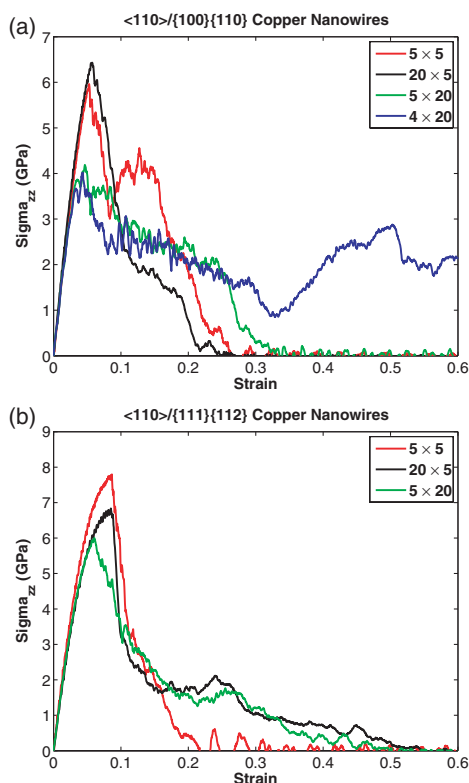 (a)
<110>/{100}{110} Copper Nanowires
7
6
5
4
3
2
1
0
Sigma_zz (GPa)
5 × 5
20 × 5
5 × 20
4 × 20
0 0.1 0.2 0.3 0.4 0.5 0.6
Strain
(b)
<110>/{111}{112} Copper Nanowires
9
8
7
6
5
4
3
2
1
0
Sigma_zz (GPa)
5 × 5
20 × 5
5 × 20
0 0.1 0.2 0.3 0.4 0.5 0.6
Strain